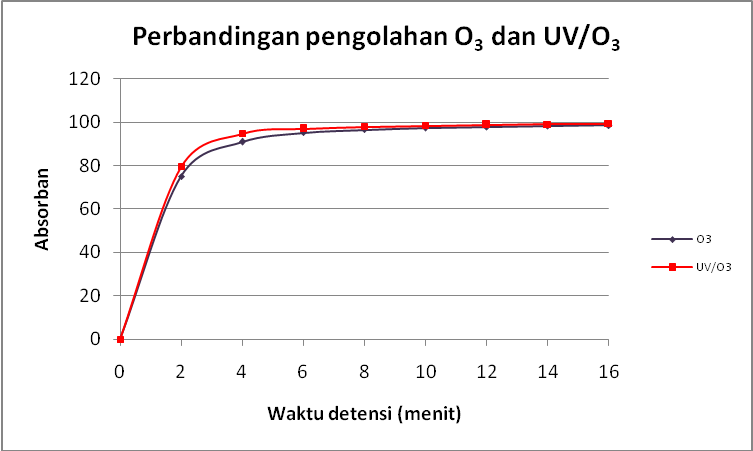 Perbandingan pengolahan O₃ dan UV/O₃
120
100
80
60
40
20
0
Absorban
0 2 4 6 8 10 12 14 16
Waktu detensi (menit)
O3
UV/O3